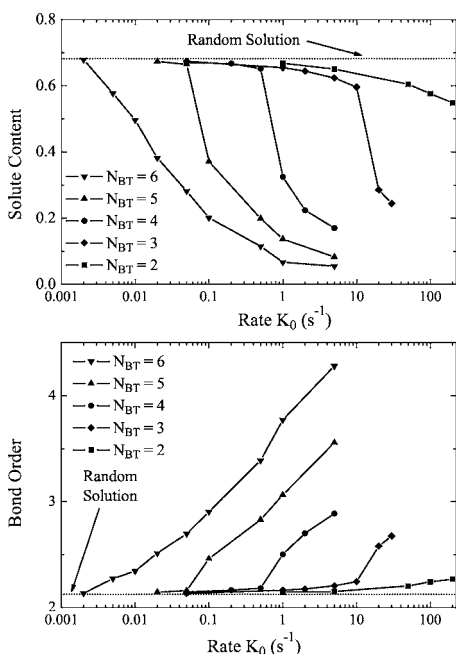 Random Solution
0.8
0.6
0.4
0.2
0.0
Solute Content
N_BT = 6
N_BT = 5
N_BT = 4
N_BT = 3
N_BT = 2
0.001 0.01 0.1 1 10 100
Rate K_0 (s^-1)
N_BT = 6
N_BT = 5
N_BT = 4
N_BT = 3
N_BT = 2
Random
Solution
4
3
2
Bond Order
0.001 0.01 0.1 1 10 100
Rate K_0 (s^-1)